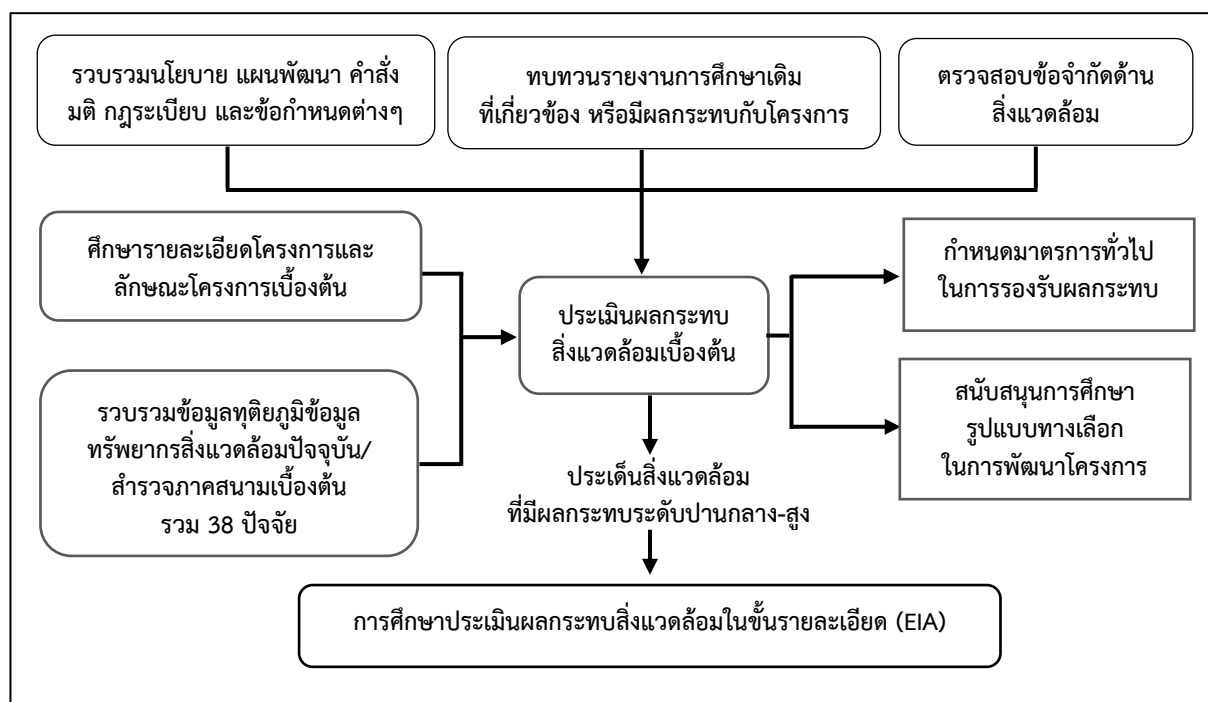 รวบรวมนโยบาย แผนพัฒนา คำสั่ง
มติ กฎระเบียบ และข้อกำหนดต่างๆ
ทบทวนรายงานการศึกษาเดิม
ที่เกี่ยวข้อง หรือมีผลกระทบกับโครงการ
ตรวจสอบข้อจำกัดด้าน
สิ่งแวดล้อม
ศึกษารายละเอียดโครงการและ
ลักษณะโครงการเบื้องต้น
รวบรวมข้อมูลทุติยภูมิข้อมูล
ทรัพยากรสิ่งแวดล้อมปัจจุบัน/
สำรวจภาคสนามเบื้องต้น
รวม 38 ปัจจัย
ประเมินผลกระทบ
สิ่งแวดล้อมเบื้องต้น
กำหนดมาตรการทั่วไป
ในการรองรับผลกระทบ
สนับสนุนการศึกษา
รูปแบบทางเลือก
ในการพัฒนาโครงการ
ประเด็นสิ่งแวดล้อม
ที่มีผลกระทบระดับปานกลาง-สูง
การศึกษาประเมินผลกระทบสิ่งแวดล้อมในขั้นรายละเอียด (EIA)